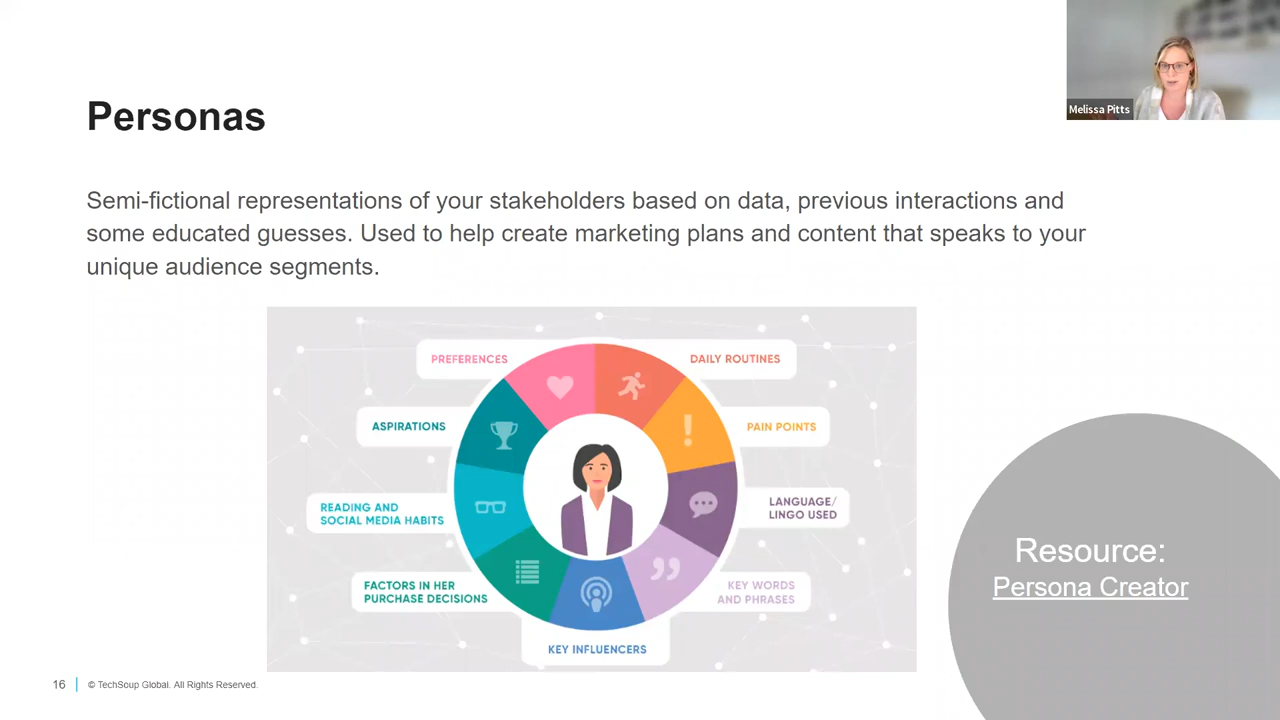 Melissa Pitts
Personas
Semi-fictional representations of your stakeholders based on data, previous interactions and
some educated guesses. Used to help create marketing plans and content that speaks to your
unique audience segments.
PREFERENCES
DAILY ROUTINES
ASPIRATIONS
PAIN POINTS
READING AND
SOCIAL MEDIA HABITS
LANGUAGE/
LINGO USED
FACTORS IN HER
PURCHASE DECISIONS
KEY WORDS
AND PHRASES
KEY INFLUENCERS
Resource:
Persona Creator
16
© TechSoup Global. All Rights Reserved.